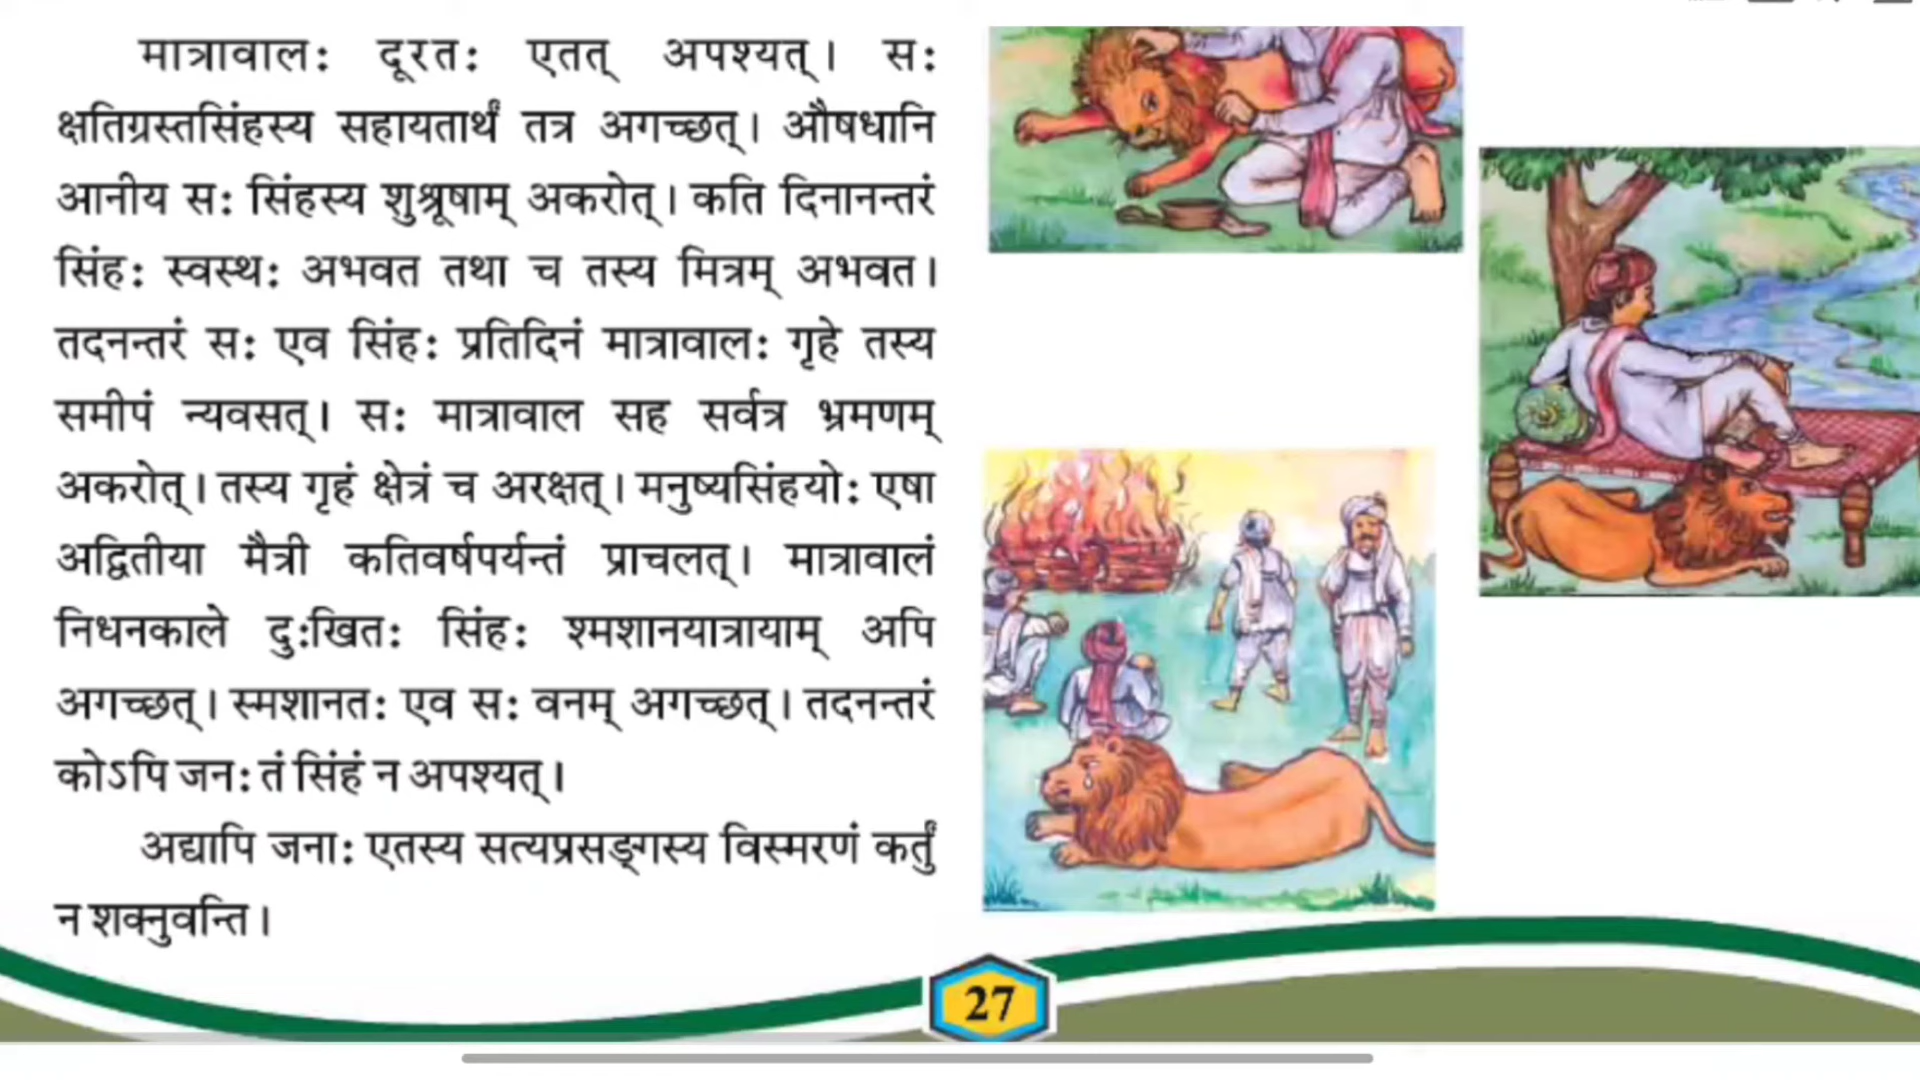 मात्रावालः दूरतः एतत् अपश्यत्। सः
क्षतिग्रस्तसिंहस्य सहायतार्थं तत्र अगच्छत्। औषधानि
आनीय सः सिंहस्य शुश्रूषाम् अकरोत्। कति दिनानन्तरं
सिंहः स्वस्थः अभवत तथा च तस्य मित्रम् अभवत।
तदनन्तरं सः एव सिंहः प्रतिदिनं मात्रावालः गृहे तस्य
समीपं न्यवसत्। सः मात्रावाल सह सर्वत्र भ्रमणम्
अकरोत्। तस्य गृहं क्षेत्रं च अरक्षत्। मनुष्यसिंहयोः एषा
अद्वितीया मैत्री कतिवर्षपर्यन्तं प्राचलत्। मात्रावालं
निधनकाले दुःखितः सिंहः श्मशानयात्रायाम् अपि
अगच्छत्। स्मशानतः एव सः वनम् अगच्छत्। तदनन्तरं
कोऽपि जनः तं सिंहं न अपश्यत्।
अद्यापि जनाः एतस्य सत्यप्रसङ्गस्य विस्मरणं कर्तुं
न शक्नुवन्ति।
27